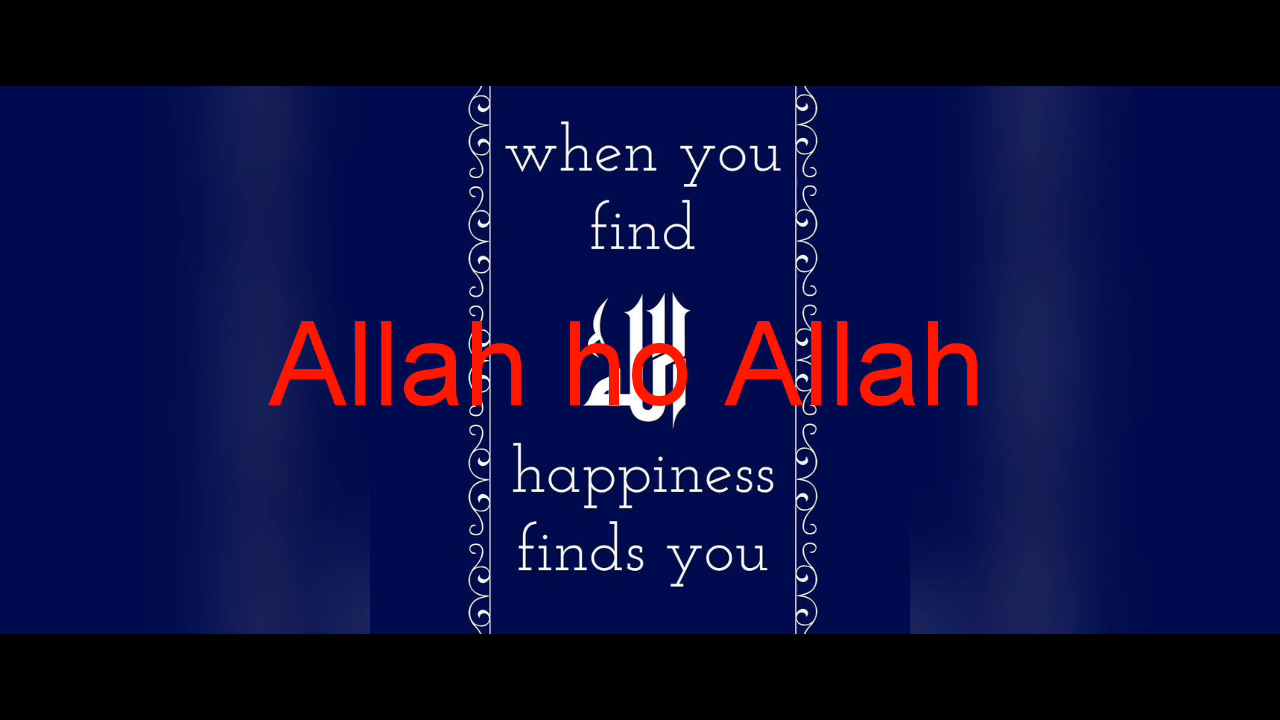 when you
find
الله
Allah ho Allah
happiness
finds you